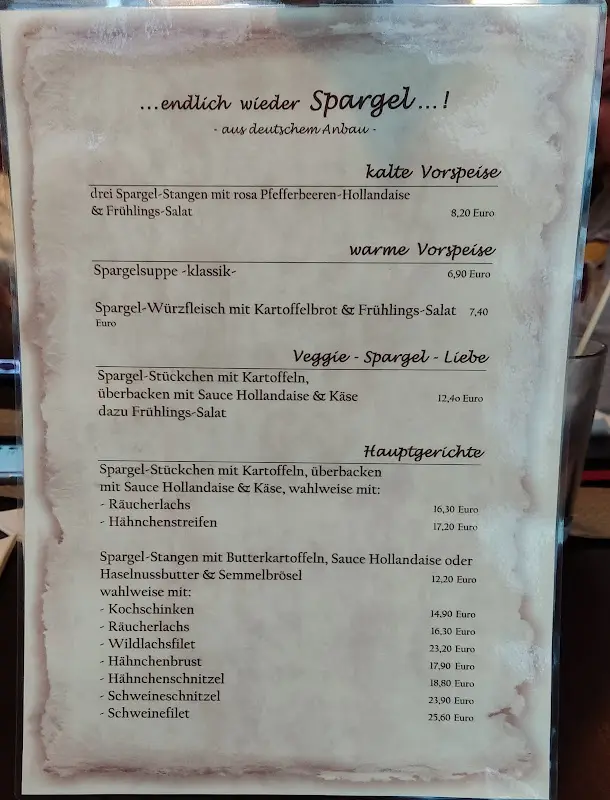 ...endlich wieder Spargel...!
- aus deutschem Anbau -
kalte Vorspeise
drei Spargel-Stangen mit rosa Pfefferbeeren-Hollandaise
& Frühlings-Salat 8,20 Euro
warme Vorspeise
Spargelsuppe -klassik- 6,90 Euro
Spargel-Würzfleisch mit Kartoffelbrot & Frühlings-Salat 7,40
Euro
Veggie - Spargel - Liebe
Spargel-Stückchen mit Kartoffeln,
überbacken mit Sauce Hollandaise & Käse 12,40 Euro
dazu Frühlings-Salat
Hauptgerichte
Spargel-Stückchen mit Kartoffeln, überbacken
mit Sauce Hollandaise & Käse, wahlweise mit:
- Räucherlachs 16,30 Euro
- Hähnchenstreifen 17,20 Euro
Spargel-Stangen mit Butterkartoffeln, Sauce Hollandaise oder
Haselnussbutter & Semmelbrösel 12,20 Euro
wahlweise mit:
- Kochschinken 14,90 Euro
- Räucherlachs 16,30 Euro
- Wildlachsfilet 23,20 Euro
- Hähnchenbrust 17,90 Euro
- Hähnchenschnitzel 18,80 Euro
- Schweineschnitzel 23,90 Euro
- Schweinefilet 25,60 Euro